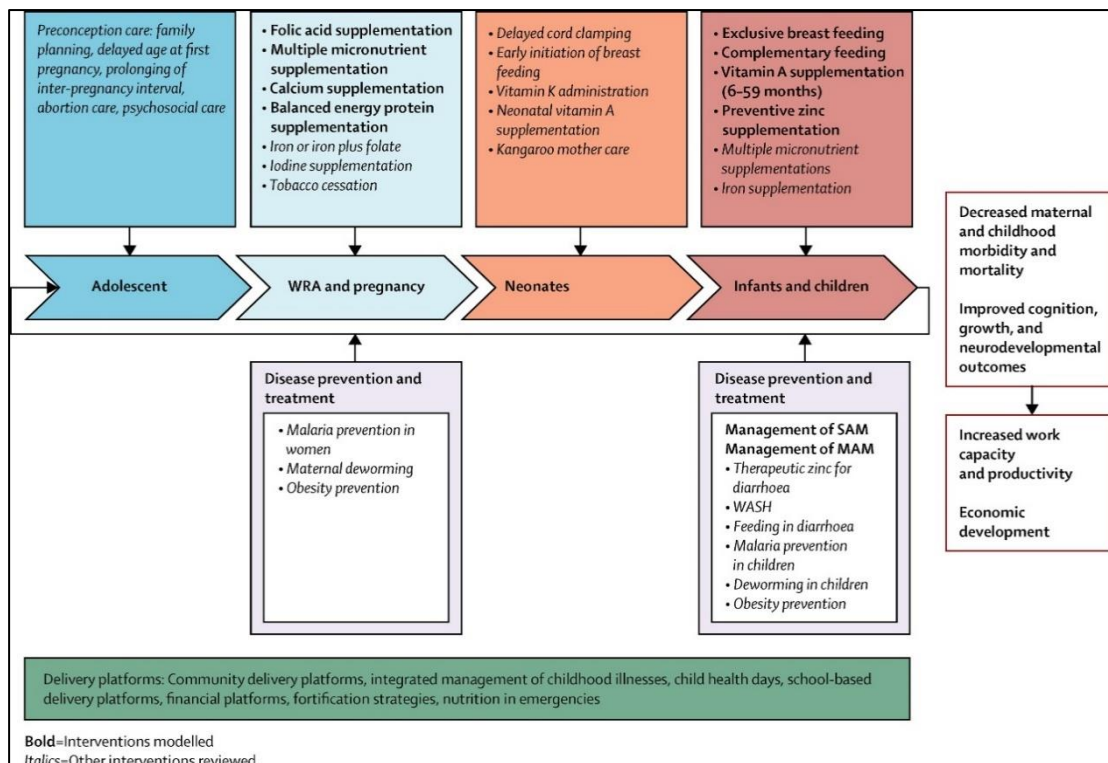 Preconception care: family
planning, delayed age at first
pregnancy, prolonging of
inter-pregnancy interval,
abortion care, psychosocial care
• Folic acid supplementation
• Multiple micronutrient
supplementation
• Calcium supplementation
• Balanced energy protein
supplementation
• Iron or iron plus folate
• Iodine supplementation
• Tobacco cessation
• Delayed cord clamping
• Early initiation of breast
feeding
• Vitamin K administration
• Neonatal vitamin A
supplementation
• Kangaroo mother care
• Exclusive breast feeding
• Complementary feeding
• Vitamin A supplementation
(6–59 months)
• Preventive zinc
supplementation
• Multiple micronutrient
supplementations
• Iron supplementation
Adolescent
WRA and pregnancy
Neonates
Infants and children
Decreased maternal
and childhood
morbidity and
mortality
Improved cognition,
growth, and
neurodevelopmental
outcomes
Increased work
capacity
and productivity
Economic
development
Disease prevention and
treatment
• Malaria prevention in
women
• Maternal deworming
• Obesity prevention
Disease prevention and
treatment
Management of SAM
Management of MAM
• Therapeutic zinc for
diarrhoea
• WASH
• Feeding in diarrhoea
• Malaria prevention
in children
• Deworming in children
• Obesity prevention
Delivery platforms: Community delivery platforms, integrated management of childhood illnesses, child health days, school-based
delivery platforms, financial platforms, fortification strategies, nutrition in emergencies
Bold=Interventions modelled
Italics=Other interventions reviewed